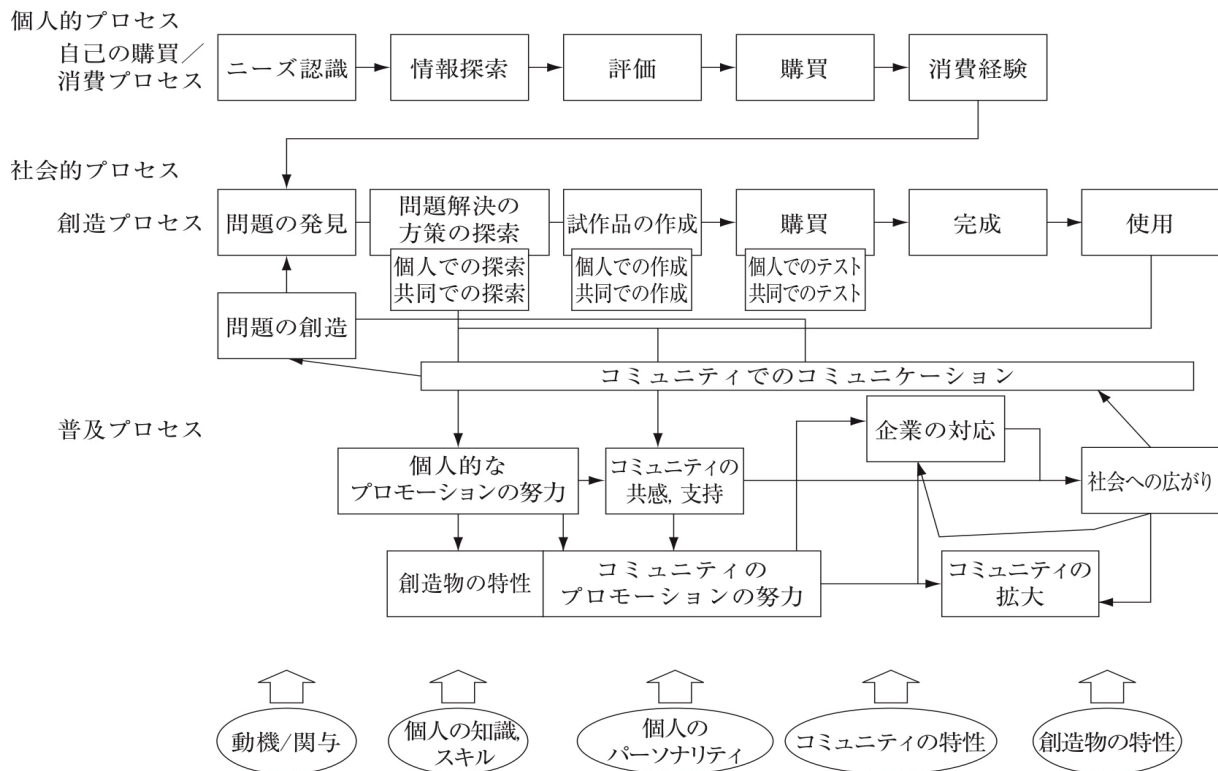 個人的プロセス
自己の購買／
消費プロセス
ニーズ認識
情報探索
評価
購買
消費経験
社会的プロセス
創造プロセス
問題の発見
問題解決の
方策の探索
試作品の作成
購買
完成
使用
個人での探索
共同での探索
個人での作成
共同での作成
個人でのテスト
共同でのテスト
問題の創造
コミュニティでのコミュニケーション
普及プロセス
個人的な
プロモーションの努力
コミュニティの
共感，支持
企業の対応
社会への広がり
創造物の特性
コミュニティの
プロモーションの努力
コミュニティの
拡大
動機/関与
個人の知識，
スキル
個人の
パーソナリティ
コミュニティの特性
創造物の特性